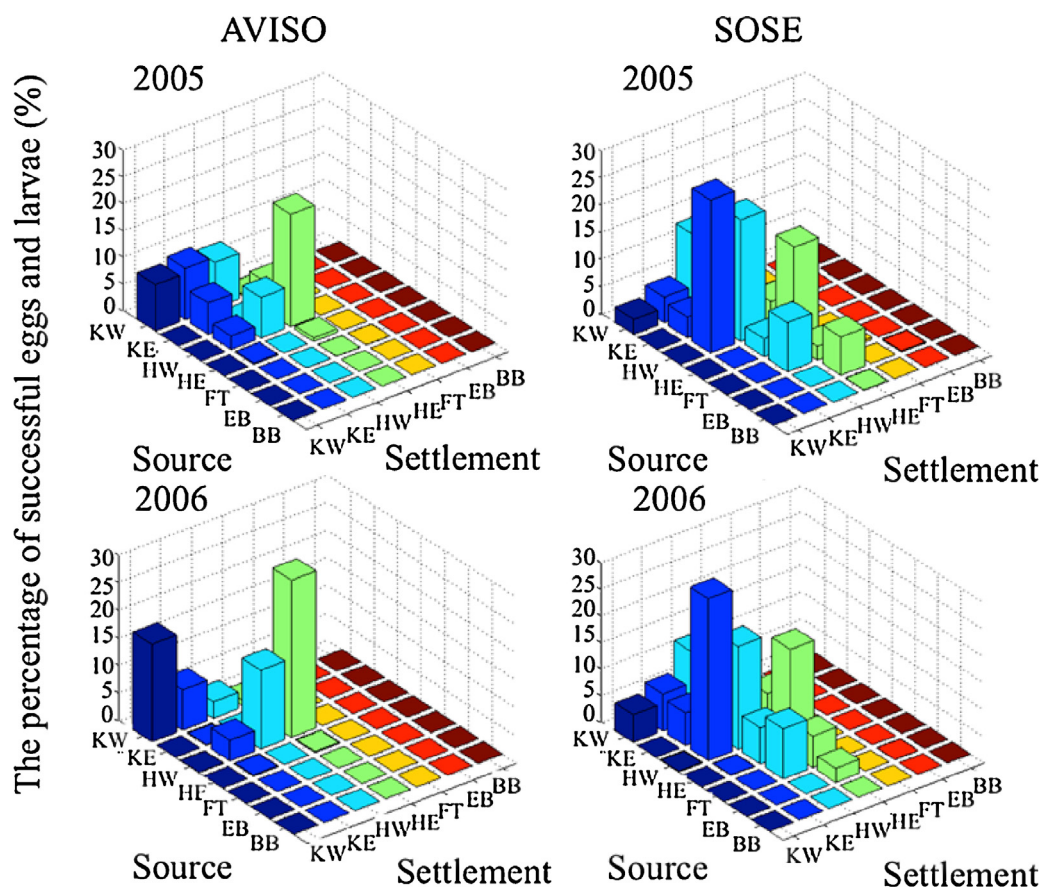 AVISO
SOSE
The percentage of successful eggs and larvae (%)
2005
30
25
20
15
10
5
0
KW
KE
HW
HE
FT
EB
BB
KW
KE
HW
HE
FT
EB
BB
Source
Settlement
2005
30
25
20
15
10
5
0
KW
KE
HW
HE
FT
EB
BB
KW
KE
HW
HE
FT
EB
BB
Source
Settlement
2006
30
25
20
15
10
5
0
KW
KE
HW
HE
FT
EB
BB
KW
KE
HW
HE
FT
EB
BB
Source
Settlement
2006
30
25
20
15
10
5
0
KW
KE
HW
HE
FT
EB
BB
KW
KE
HW
HE
FT
EB
BB
Source
Settlement